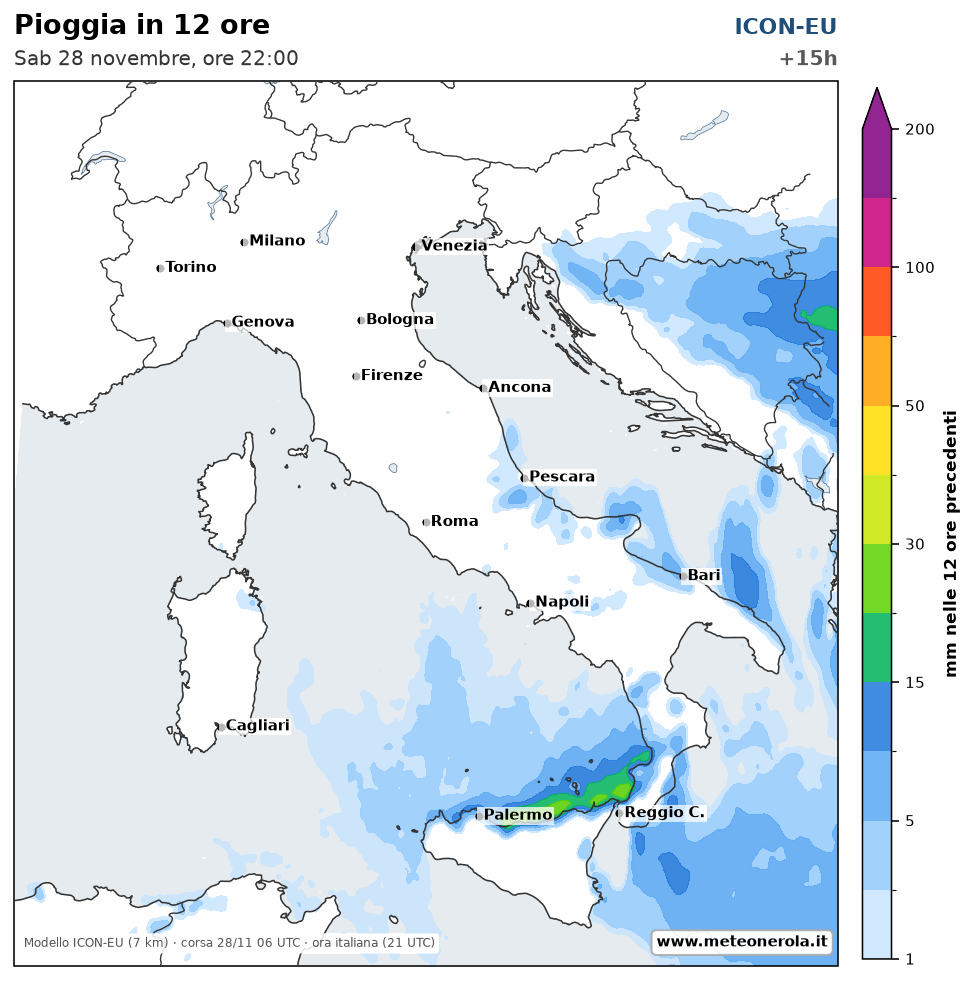 Pioggia in 12 ore
ICON-EU
Sab 28 novembre, ore 22:00
+15h
200
Venezia
Milano
Torino
100
Bologna
Genova
Firenze
Ancona
50
mm nelle 12 ore precedenti
Pescara
Roma
30
Bari
Napoli
15
Cagliari
Reggio C.
Palermo
5
Modello ICON-EU (7 km) · corsa 28/11 06 UTC · ora italiana (21 UTC)
www.meteonerola.it
1